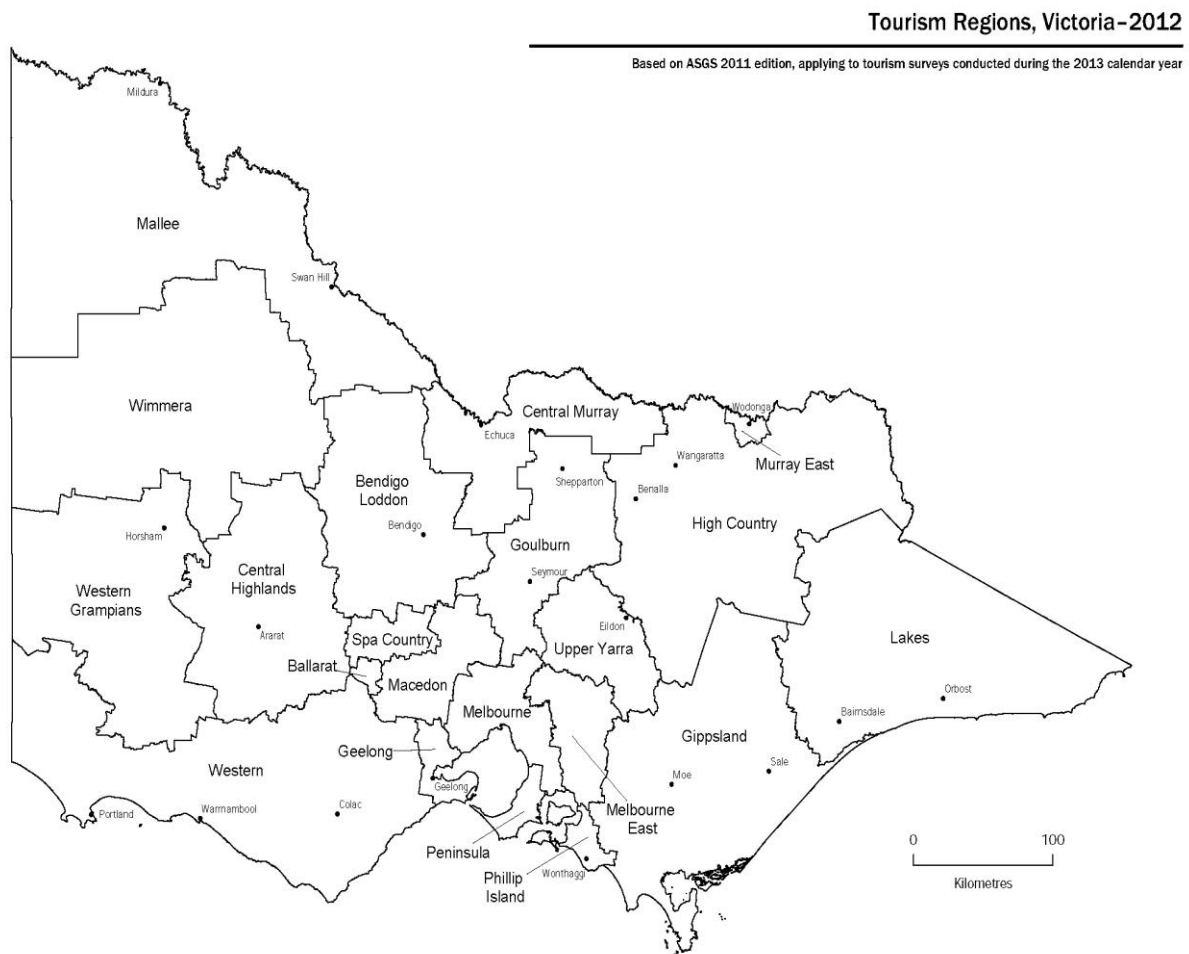 Tourism Regions, Victoria–2012
Based on ASGS 2011 edition, applying to tourism surveys conducted during the 2013 calendar year
Mildura
Mallee
Swan Hill
Wimmera
Central Murray
Wodonga
Echuca
Murray East
Wangaratta
Shepparton
Bendigo
Loddon
Benalla
Bendigo
High Country
Horsham
Goulburn
Seymour
Central
Highlands
Western
Grampians
Eildon
Ararat
Spa Country
Upper Yarra
Lakes
Ballarat
Macedon
Orbost
Melbourne
Bairnsdale
Gippsland
Geelong
Western
Sale
Moe
Geelong
Portland
Warrnambool
Colac
Melbourne
East
Peninsula
Phillip
Island
Wonthaggi
0
100
Kilometres